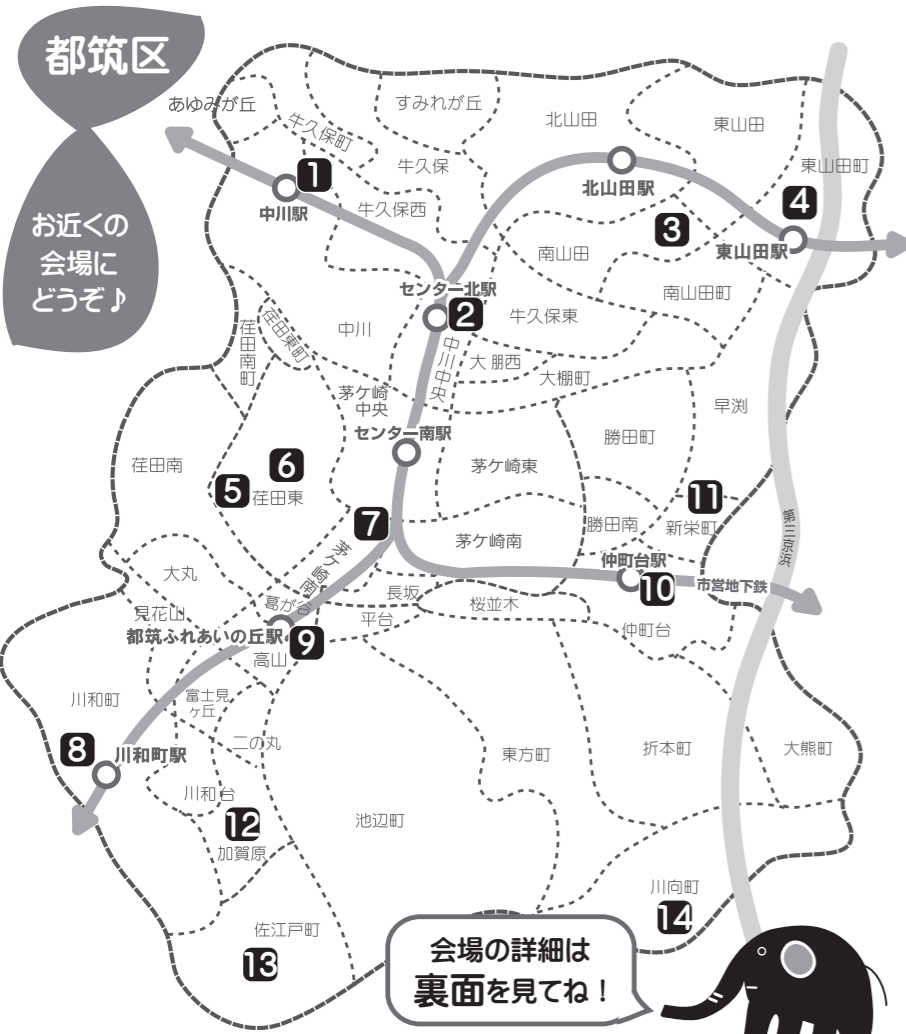 都筑区
お近くの
会場に
どうぞ♪
あゆみが丘
すみれが丘
北山田
東山田
牛久保町
牛久保
東山田町
1
中川駅
牛久保西
北山田駅
4
3
東山田駅
南山田
南山田町
センター北駅
2
牛久保東
荏田南町
荏田東町
中川
中川中央
大棚西
大棚町
茅ケ崎
中央
早渕
センター南駅
勝田町
荏田南
6
5
荏田東
茅ケ崎東
11
7
新栄町
勝田南
第三京浜
茅ケ崎南
茅ケ崎南
仲町台駅
10
市営地下鉄
大丸
見花山
葛が谷
長坂
平台
桜並木
仲町台
都筑ふれあいの丘駅
9
高山
川和町
富士見
ヶ丘
8
川和町駅
二の丸
東方町
折本町
大熊町
川和台
12
加賀原
池辺町
川向町
14
佐江戸町
13
会場の詳細は
裏面を見てね！